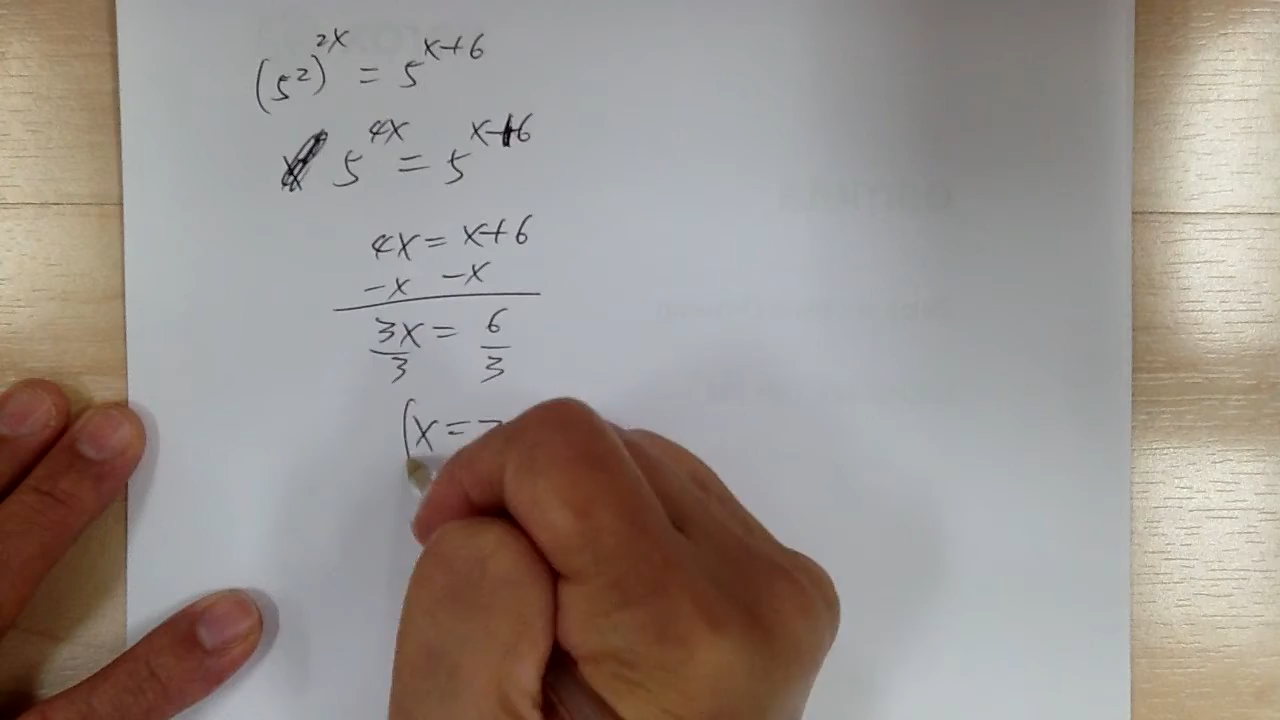 (5²)^2x = 5^x+6
5^4x = 5^x+6
4x = x+6
-x -x
3x = 6
3 3
x =